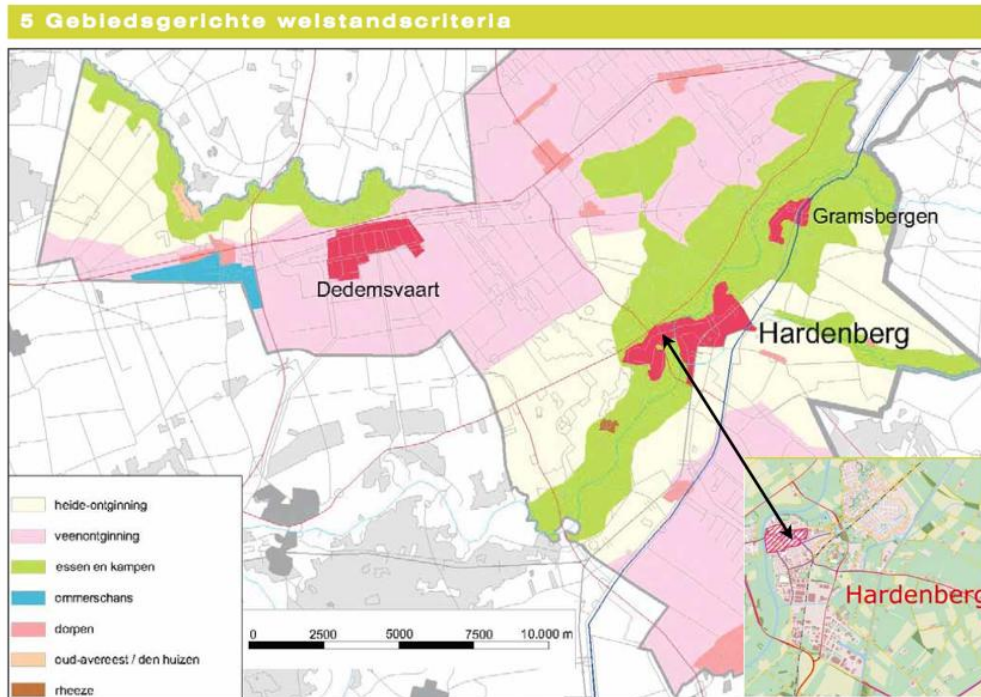 5 Gebiedsgerichte welstandscriteria
Gramsbergen
Dedemsvaart
Hardenberg
heide-ontginning
veenontginning
essen en kampen
ommerschans
dorpen
oud-avereest / den huizen
rheeze
0 2500 5000 7500 10.000 m
Hardenberg